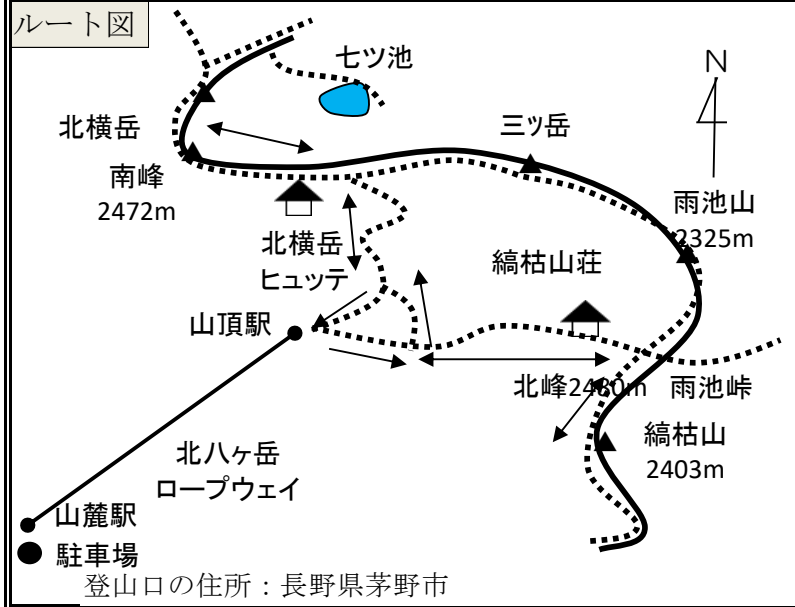 ルート図
七ツ池
N
北横岳
三ツ岳
南峰
2472m
雨池山
2325m
北横岳
ヒュッテ
縞枯山荘
山頂駅
北峰2480m
雨池峠
縞枯山
2403m
北八ヶ岳
ロープウェイ
山麓駅
駐車場
登山口の住所：長野県茅野市